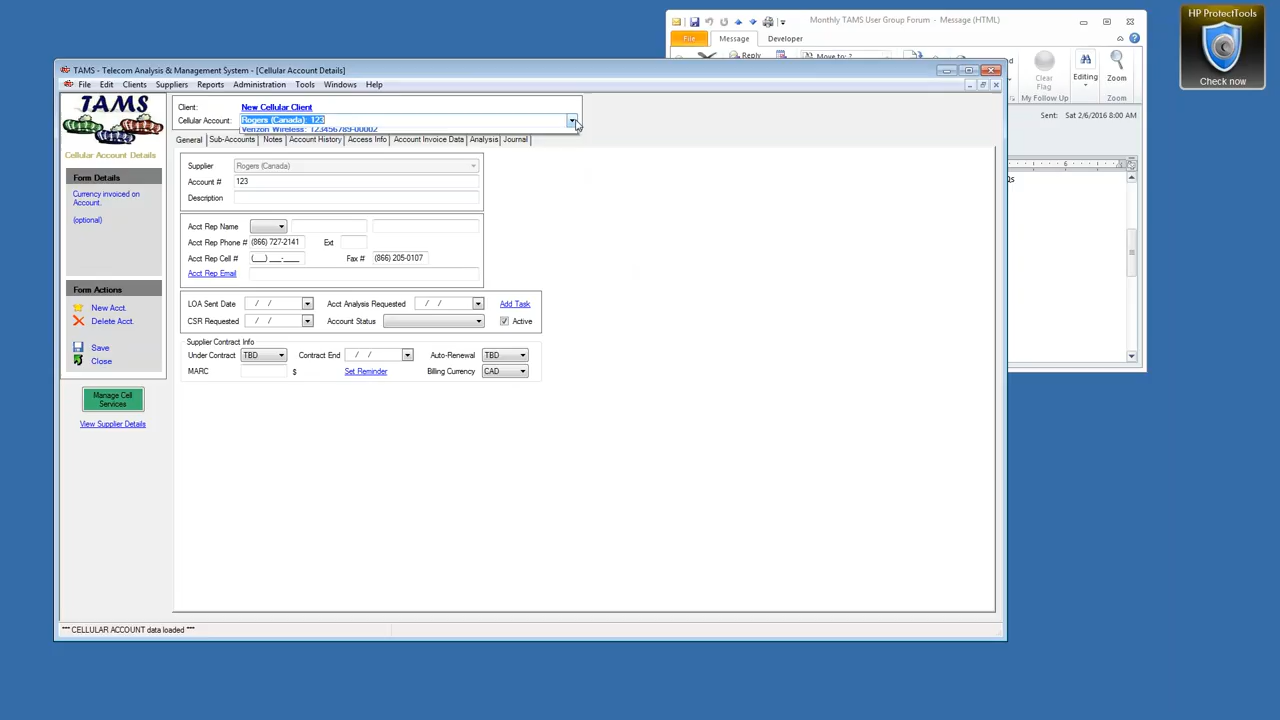 HP ProtectTools
Check now
Monthly TAMS User Group Forum - Message (HTML)
File Message Developer
Reply
Move to: ?
Clear
Flag
Editing
Zoom
My Follow Up
Zoom
Sent: Sat 2/6/2016 8:00 AM
TAMS - Telecom Analysis & Management System - [Cellular Account Details]
File Edit Clients Suppliers Reports Administration Tools Windows Help
TAMS
Cellular Account Details
Client: New Cellular Client
Cellular Account: Rogers (Canada): 123
Verizon Wireless: 123456789-00002
General Sub-Accounts Notes Account History Access Info Account Invoice Data Analysis Journal
Form Details
Currency invoiced on
Account.
(optional)
Form Actions
New Acct.
Delete Acct.
Save
Close
Manage Cell
Services
View Supplier Details
Supplier Rogers (Canada)
Account # 123
Description
Acct Rep Name
Acct Rep Phone # (866) 727-2141 Ext
Acct Rep Cell # (___) ___-____ Fax # (866) 205-0107
Acct Rep Email
LOA Sent Date / / Acct Analysis Requested / / Add Task
CSR Requested / / Account Status Active
Supplier Contract Info
Under Contract TBD Contract End / / Auto-Renewal TBD
MARC $ Set Reminder Billing Currency CAD
*** CELLULAR ACCOUNT data loaded ***